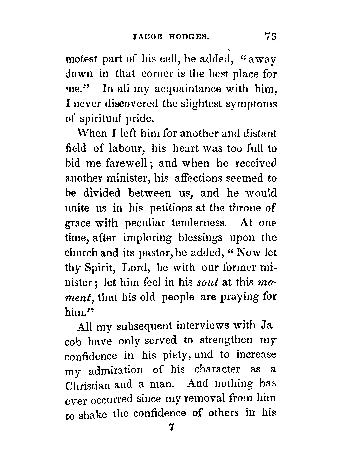 JACOB HODGES. 73
motest part of his cell, he added, "away
down in that corner is the best place for
me." In all my acquaintance with him,
I never discovered the slightest symptoms
of spiritual pride.
When I left him for another and distant
field of labour, his heart was too full to
bid me farewell; and when he received
another minister, his affections seemed to
be divided between us, and he would
unite us in his petitions at the throne of
grace with peculiar tenderness. At one
time, after imploring blessings upon the
church and its pastor, he added, "Now let
thy Spirit, Lord, be with our former mi-
nister; let him feel in his soul at this mo-
ment, that his old people are praying for
him."
All my subsequent interviews with Ja
cob have only served to strengthen my
confidence in his piety, and to increase
my admiration of his character as a
Christian and a man. And nothing has
ever occurred since my removal from him
to shake the confidence of others in his
7